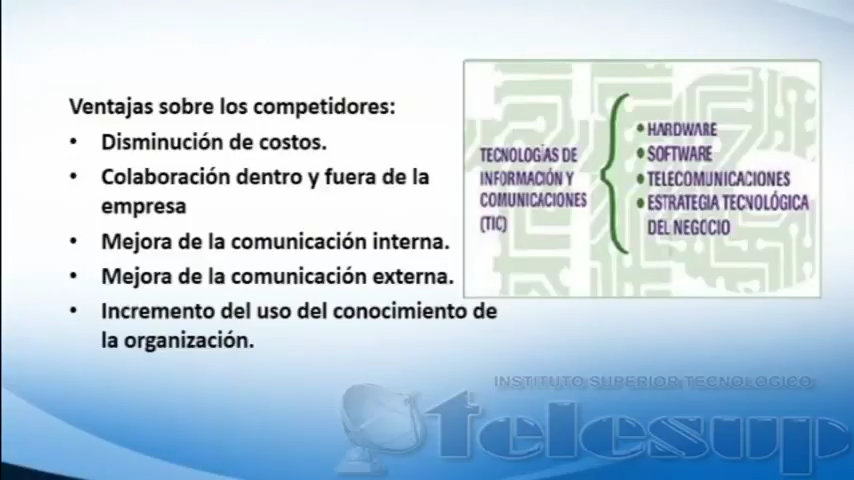 Ventajas sobre los competidores:
• Disminución de costos.
• Colaboración dentro y fuera de la
empresa
• Mejora de la comunicación interna.
• Mejora de la comunicación externa.
• Incremento del uso del conocimiento de
la organización.
TECNOLOGÍAS DE
INFORMACIÓN Y
COMUNICACIONES
(TIC)
• HARDWARE
• SOFTWARE
• TELECOMUNICACIONES
• ESTRATEGIA TECNOLÓGICA
DEL NEGOCIO
INSTITUTO SUPERIOR TECNOLOGICO
telesup